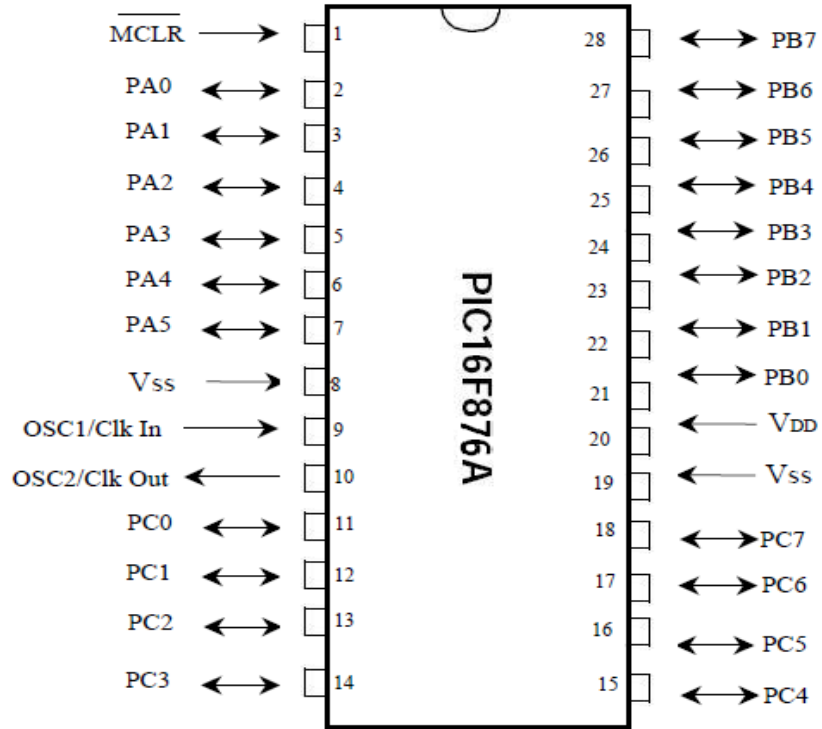 MCLR 1 28 PB7
PA0 2 27 PB6
PA1 3 26 PB5
PA2 4 25 PB4
PA3 5 24 PB3
PA4 6 23 PB2
PA5 7 22 PB1
Vss 8 21 PB0
OSC1/Clk In 9 20 VDD
OSC2/Clk Out 10 19 Vss
PC0 11 18 PC7
PC1 12 17 PC6
PC2 13 16 PC5
PC3 14 15 PC4
PIC16F876A